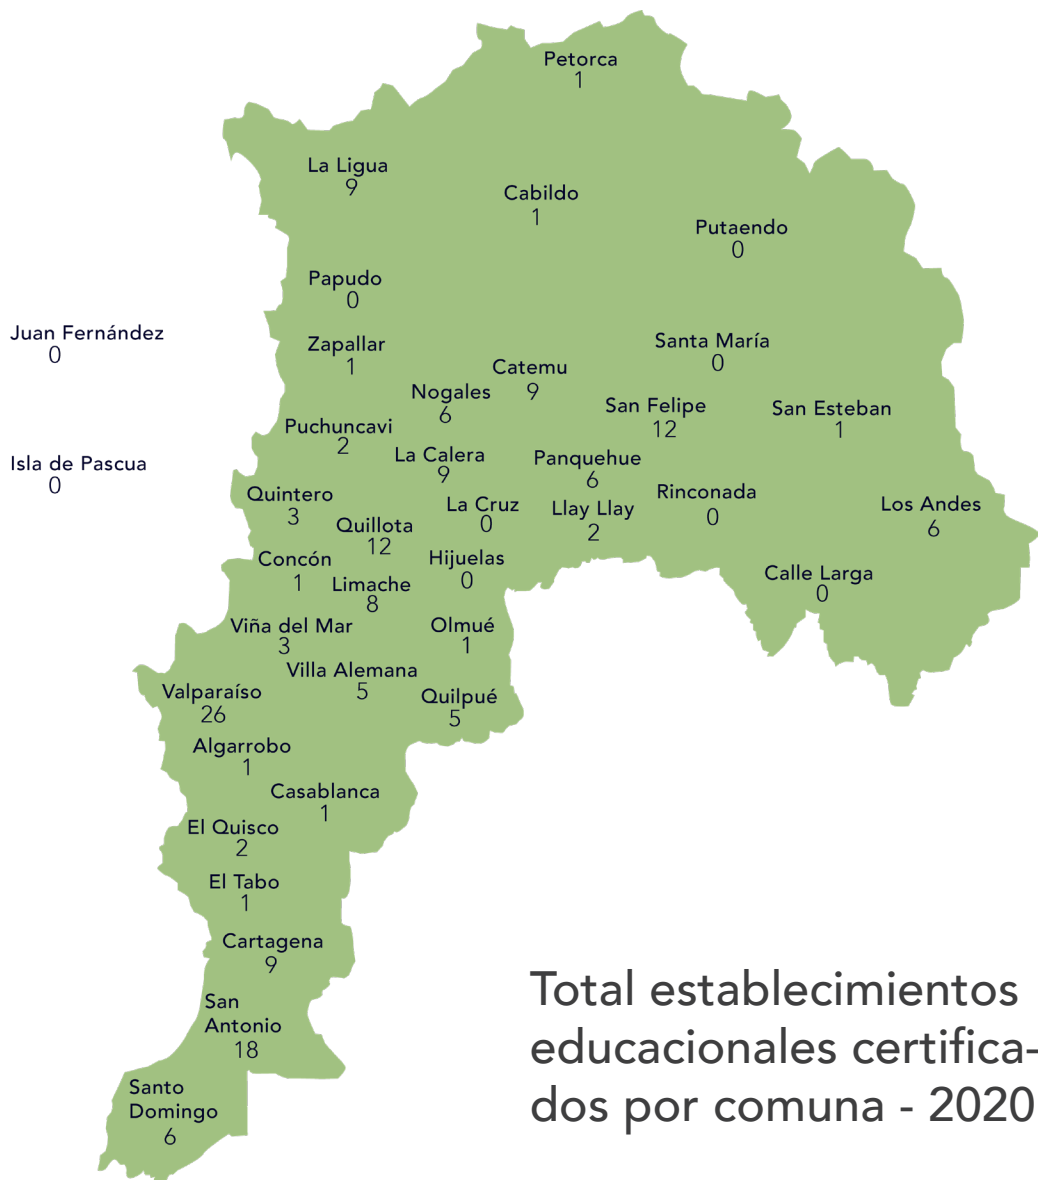 Petorca
1
La Ligua
9
Cabildo
1
Putaendo
0
Papudo
0
Juan Fernández
0
Zapallar
1
Santa María
0
Catemu
9
Nogales
6
San Felipe
12
San Esteban
1
Puchuncavi
2
La Calera
9
Panquehue
6
Isla de Pascua
0
Quintero
3
La Cruz
0
Llay Llay
2
Rinconada
0
Los Andes
6
Quillota
12
Concón
1
Hijuelas
0
Limache
8
Calle Larga
0
Viña del Mar
3
Olmué
1
Villa Alemana
5
Valparaíso
26
Quilpué
5
Algarrobo
1
Casablanca
1
El Quisco
2
El Tabo
1
Cartagena
9
San
Antonio
18
Santo
Domingo
6
Total establecimientos
educacionales certifica-
dos por comuna - 2020